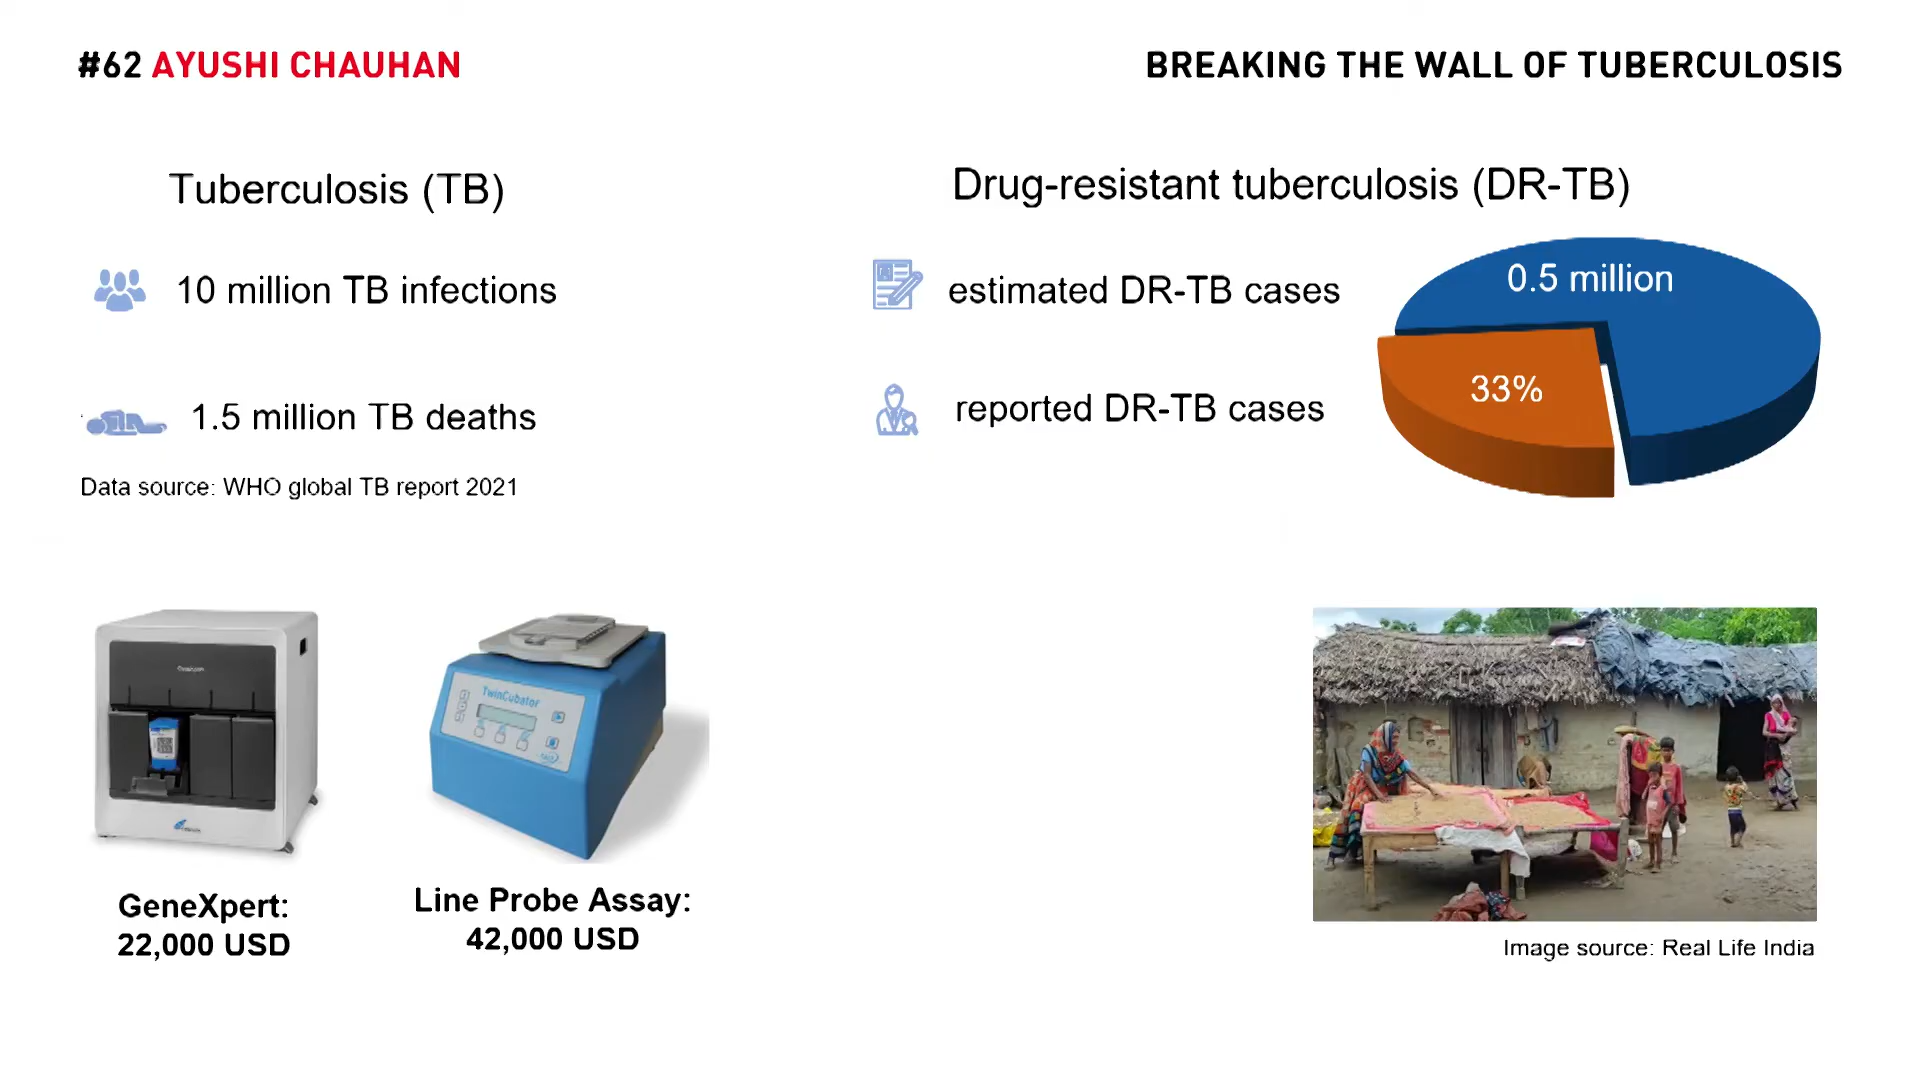 #62 AYUSHI CHAUHAN
BREAKING THE WALL OF TUBERCULOSIS
Tuberculosis (TB)
10 million TB infections
1.5 million TB deaths
Data source: WHO global TB report 2021
Drug-resistant tuberculosis (DR-TB)
estimated DR-TB cases
0.5 million
reported DR-TB cases
33%
TwinCubator
GeneXpert:
22,000 USD
Line Probe Assay:
42,000 USD
Image source: Real Life India